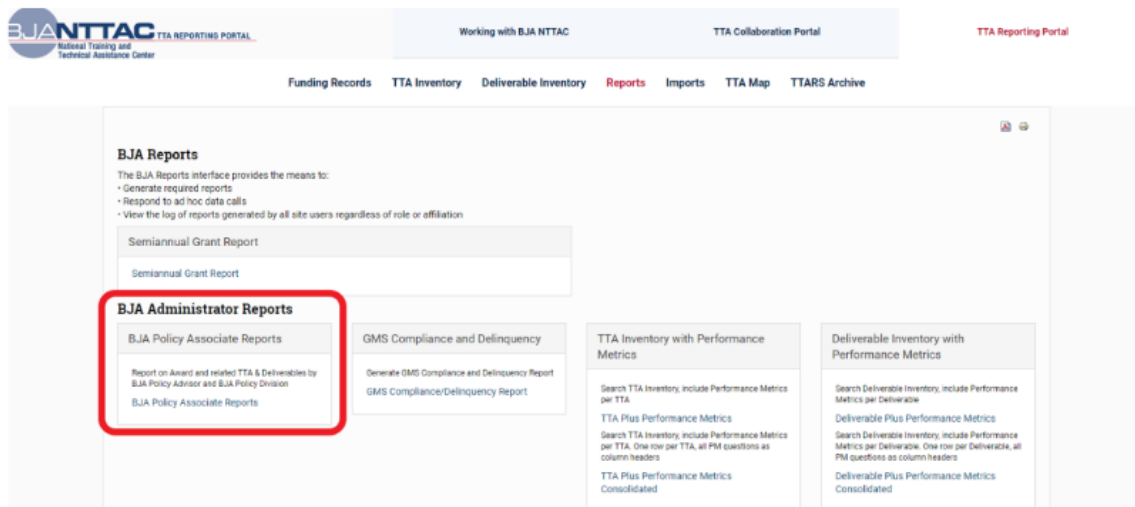 BJA NTTAC TTA REPORTING PORTAL
National Training and
Technical Assistance Center
Working with BJA NTTAC
TTA Collaboration Portal
TTA Reporting Portal
Funding Records TTA Inventory Deliverable Inventory Reports Imports TTA Map TTARS Archive
BJA Reports
The BJA Reports interface provides the means to:
• Generate required reports
• Respond to ad hoc data calls
• View the log of reports generated by all site users regardless of role or affiliation
Semiannual Grant Report
Semiannual Grant Report
BJA Administrator Reports
BJA Policy Associate Reports
Report on Award and related TTA & Deliverables by
BJA Policy Advisor and BJA Policy Division
BJA Policy Associate Reports
GMS Compliance and Delinquency
Generate GMS Compliance and Delinquency Report
GMS Compliance/Delinquency Report
TTA Inventory with Performance
Metrics
Search TTA Inventory, include Performance Metrics
per TTA
TTA Plus Performance Metrics
Search TTA Inventory, include Performance Metrics
per TTA. One row per TTA, all PM questions as
column headers
TTA Plus Performance Metrics
Consolidated
Deliverable Inventory with
Performance Metrics
Search Deliverable Inventory, include Performance
Metrics per Deliverable
Deliverable Plus Performance Metrics
Search Deliverable Inventory, include Performance
Metrics per Deliverable. One row per Deliverable, all
PM questions as column headers
Deliverable Plus Performance Metrics
Consolidated